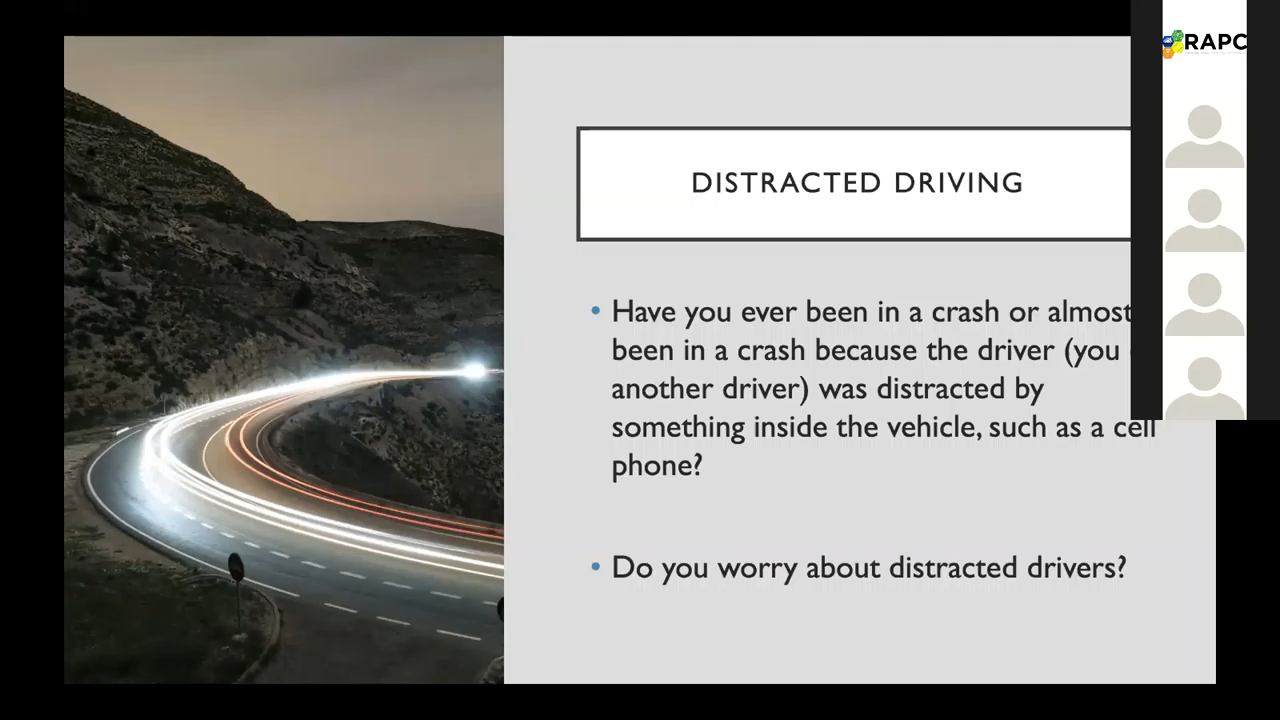 RAPC
DISTRACTED DRIVING
• Have you ever been in a crash or almost
been in a crash because the driver (you
another driver) was distracted by
something inside the vehicle, such as a cell
phone?
• Do you worry about distracted drivers?